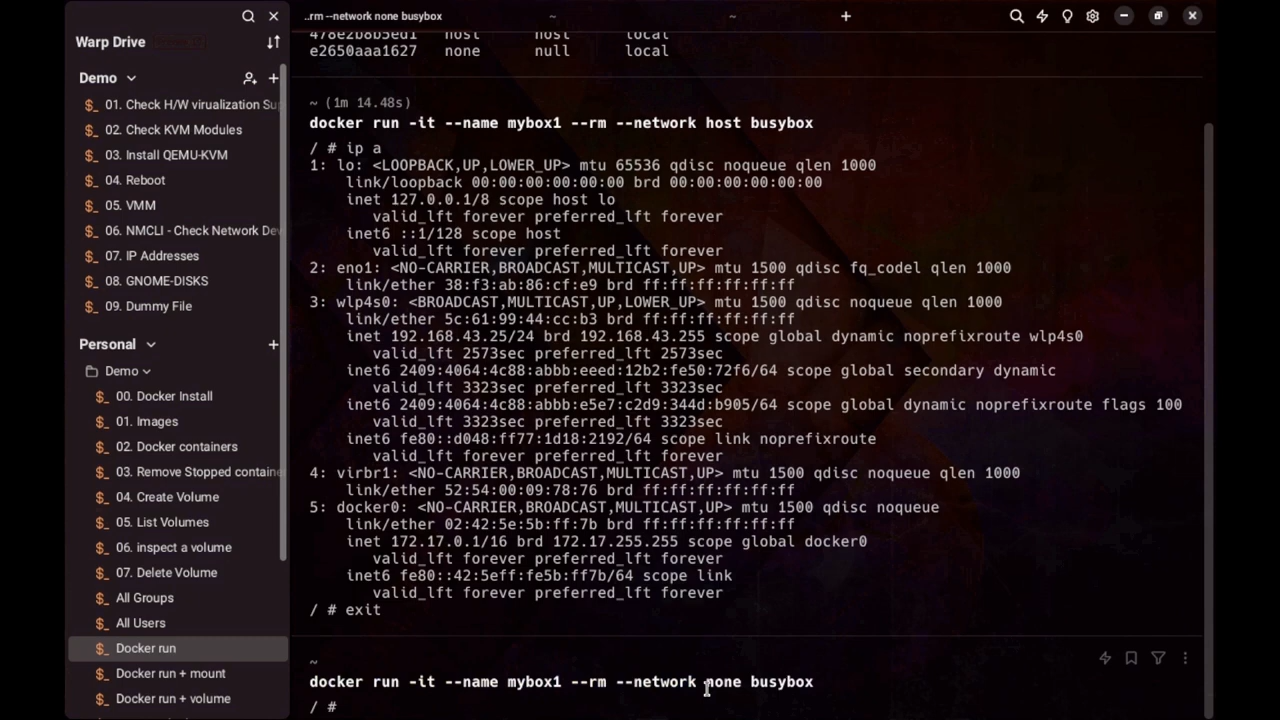 Warp Drive
Demo
01. Check H/W virualization Su
02. Check KVM Modules
03. Install QEMU-KVM
04. Reboot
05. VMM
06. NMCLI - Check Network De
07. IP Addresses
08. GNOME-DISKS
09. Dummy File
Personal
Demo
00. Docker Install
01. Images
02. Docker containers
03. Remove Stopped containe
04. Create Volume
05. List Volumes
06. inspect a volume
07. Delete Volume
All Groups
All Users
Docker run
Docker run + mount
Docker run + volume
..rm --network none busybox ~ ~ +
478e2b8b5ed1 host host local
e2650aaa1627 none null local
~ (1m 14.48s)
docker run -it --name mybox1 --rm --network host busybox
/ # ip a
1: lo: <LOOPBACK,UP,LOWER_UP> mtu 65536 qdisc noqueue qlen 1000
link/loopback 00:00:00:00:00:00 brd 00:00:00:00:00:00
inet 127.0.0.1/8 scope host lo
valid_lft forever preferred_lft forever
inet6 ::1/128 scope host
valid_lft forever preferred_lft forever
2: eno1: <NO-CARRIER,BROADCAST,MULTICAST,UP> mtu 1500 qdisc fq_codel qlen 1000
link/ether 38:f3:ab:86:cf:e9 brd ff:ff:ff:ff:ff:ff
3: wlp4s0: <BROADCAST,MULTICAST,UP,LOWER_UP> mtu 1500 qdisc noqueue qlen 1000
link/ether 5c:61:99:44:cc:b3 brd ff:ff:ff:ff:ff:ff
inet 192.168.43.25/24 brd 192.168.43.255 scope global dynamic noprefixroute wlp4s0
valid_lft 2573sec preferred_lft 2573sec
inet6 2409:4064:4c88:abbb:eeed:12b2:fe50:72f6/64 scope global secondary dynamic
valid_lft 3323sec preferred_lft 3323sec
inet6 2409:4064:4c88:abbb:e5e7:c2d9:344d:b905/64 scope global dynamic noprefixroute flags 100
valid_lft 3323sec preferred_lft 3323sec
inet6 fe80::d048:ff77:1d18:2192/64 scope link noprefixroute
valid_lft forever preferred_lft forever
4: virbr1: <NO-CARRIER,BROADCAST,MULTICAST,UP> mtu 1500 qdisc noqueue qlen 1000
link/ether 52:54:00:09:78:76 brd ff:ff:ff:ff:ff:ff
5: docker0: <NO-CARRIER,BROADCAST,MULTICAST,UP> mtu 1500 qdisc noqueue
link/ether 02:42:5e:5b:ff:7b brd ff:ff:ff:ff:ff:ff
inet 172.17.0.1/16 brd 172.17.255.255 scope global docker0
valid_lft forever preferred_lft forever
inet6 fe80::42:5eff:fe5b:ff7b/64 scope link
valid_lft forever preferred_lft forever
/ # exit
~
docker run -it --name mybox1 --rm --network none busybox
/ #